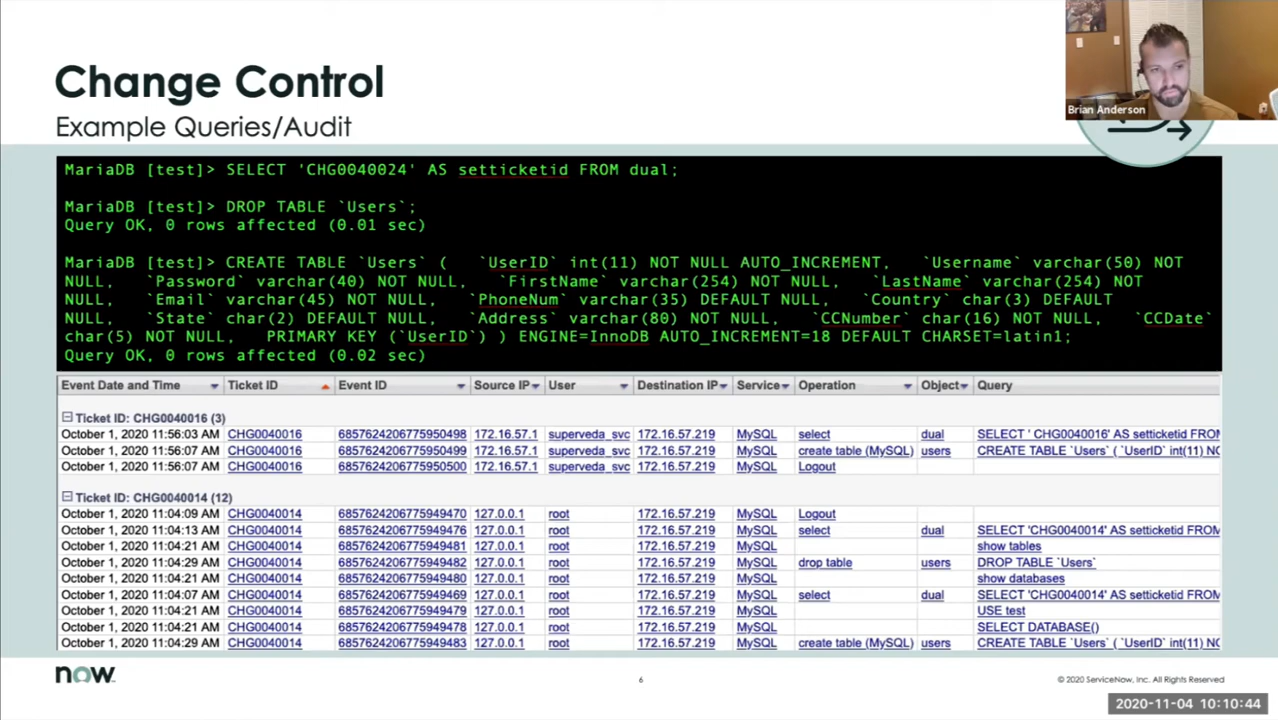 Change Control
Example Queries/Audit
Brian Anderson
MariaDB [test]> SELECT 'CHG0040024' AS setticketid FROM dual;
MariaDB [test]> DROP TABLE `Users`;
Query OK, 0 rows affected (0.01 sec)
MariaDB [test]> CREATE TABLE `Users` (   `UserID` int(11) NOT NULL AUTO_INCREMENT,   `Username` varchar(50) NOT
NULL,   `Password` varchar(40) NOT NULL,   `FirstName` varchar(254) NOT NULL,   `LastName` varchar(254) NOT
NULL,   `Email` varchar(45) NOT NULL,   `PhoneNum` varchar(35) DEFAULT NULL,   `Country` char(3) DEFAULT
NULL,   `State` char(2) DEFAULT NULL,   `Address` varchar(80) NOT NULL,   `CCNumber` char(16) NOT NULL,   `CCDate`
char(5) NOT NULL,   PRIMARY KEY (`UserID`) ) ENGINE=InnoDB AUTO_INCREMENT=18 DEFAULT CHARSET=latin1;
Query OK, 0 rows affected (0.02 sec)
Event Date and Time Ticket ID Event ID Source IP User Destination IP Service Operation Object Query
Ticket ID: CHG0040016 (3)
October 1, 2020 11:56:03 AM CHG0040016 6857624206775950498 172.16.57.1 superveda_svc 172.16.57.219 MySQL select dual SELECT ' CHG0040016' AS setticketid FROM
October 1, 2020 11:56:07 AM CHG0040016 6857624206775950499 172.16.57.1 superveda_svc 172.16.57.219 MySQL create table (MySQL) users CREATE TABLE `Users` ( `UserID` int(11) NO
October 1, 2020 11:56:07 AM CHG0040016 6857624206775950500 172.16.57.1 superveda_svc 172.16.57.219 MySQL Logout
Ticket ID: CHG0040014 (12)
October 1, 2020 11:04:09 AM CHG0040014 6857624206775949470 127.0.0.1 root 172.16.57.219 MySQL Logout
October 1, 2020 11:04:13 AM CHG0040014 6857624206775949476 127.0.0.1 root 172.16.57.219 MySQL select dual SELECT 'CHG0040014' AS setticketid FROM
October 1, 2020 11:04:21 AM CHG0040014 6857624206775949481 127.0.0.1 root 172.16.57.219 MySQL show tables
October 1, 2020 11:04:29 AM CHG0040014 6857624206775949482 127.0.0.1 root 172.16.57.219 MySQL drop table users DROP TABLE `Users`
October 1, 2020 11:04:21 AM CHG0040014 6857624206775949480 127.0.0.1 root 172.16.57.219 MySQL show databases
October 1, 2020 11:04:07 AM CHG0040014 6857624206775949469 127.0.0.1 root 172.16.57.219 MySQL select dual SELECT 'CHG0040014' AS setticketid FROM
October 1, 2020 11:04:21 AM CHG0040014 6857624206775949479 127.0.0.1 root 172.16.57.219 MySQL USE test
October 1, 2020 11:04:21 AM CHG0040014 6857624206775949478 127.0.0.1 root 172.16.57.219 MySQL SELECT DATABASE()
October 1, 2020 11:04:29 AM CHG0040014 6857624206775949483 127.0.0.1 root 172.16.57.219 MySQL create table (MySQL) users CREATE TABLE `Users` ( `UserID` int(11) NO
now
6
© 2020 ServiceNow, Inc. All Rights Reserved
2020-11-04 10:10:44